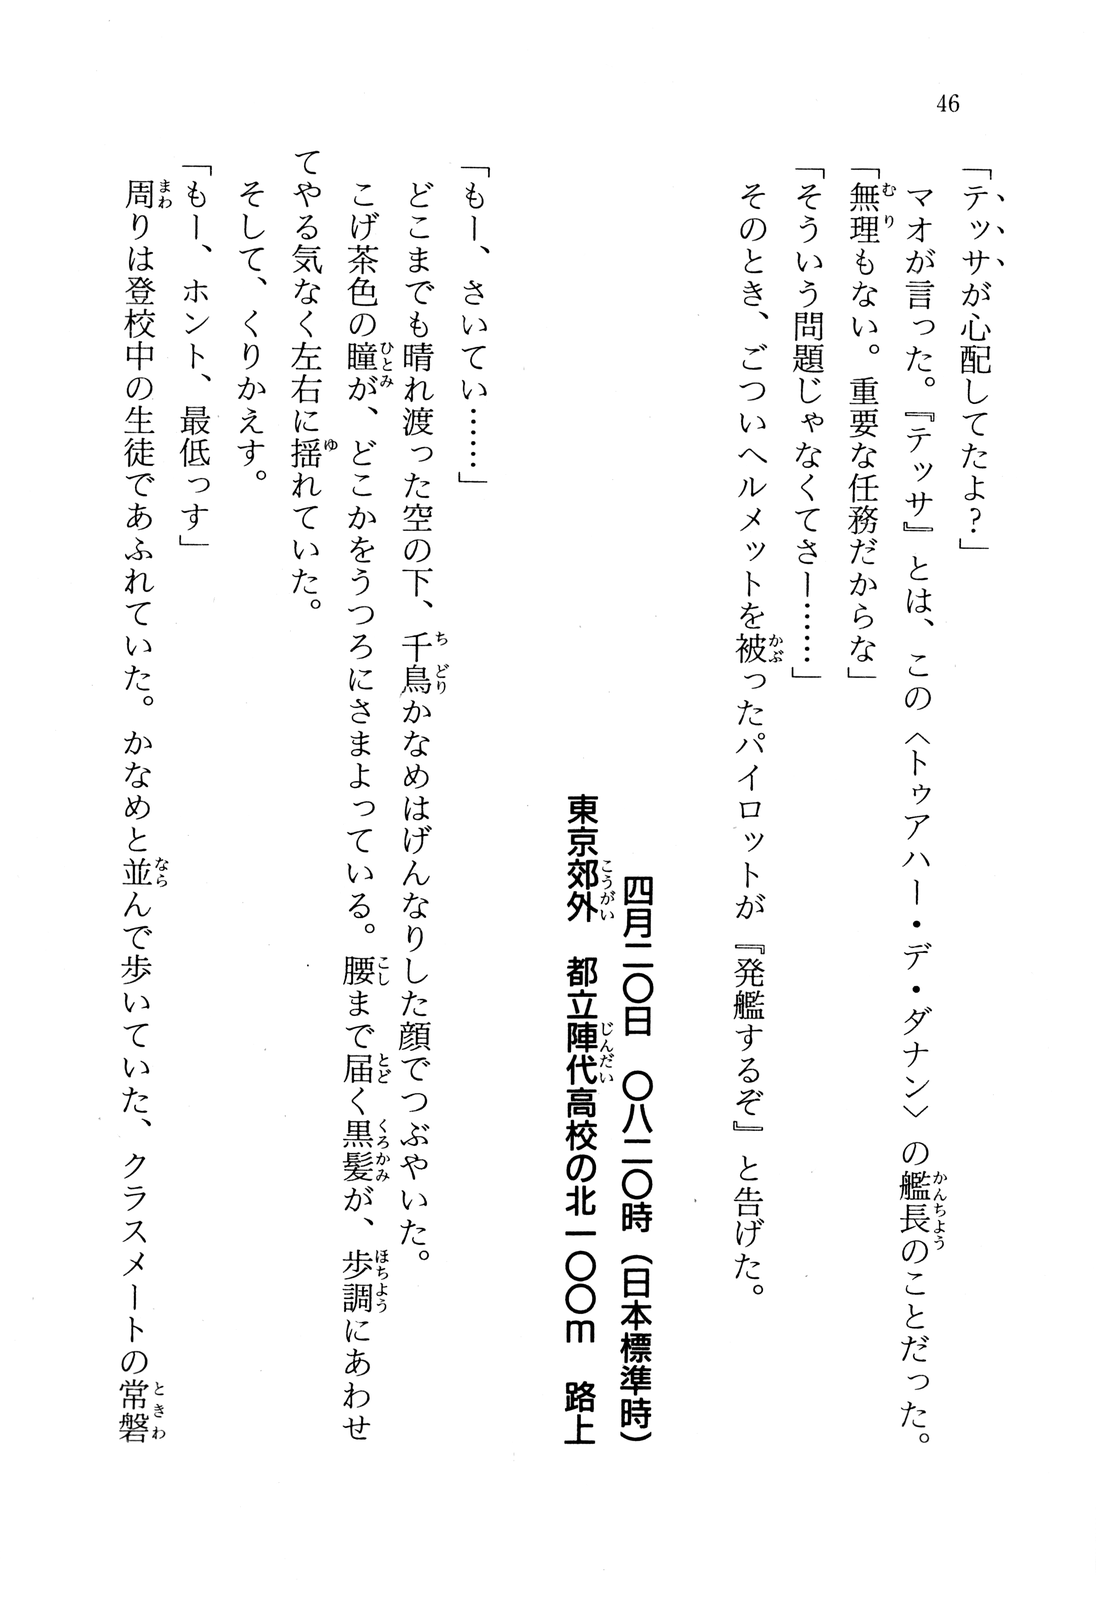 46
「テッサが心配してたよ？」
マオが言った。『テッサ』とは、この〈トゥアハー・デ・ダナン〉の艦長のことだった。
「無理もない。重要な任務だからな」
「そういう問題じゃなくてさー……」
そのとき、ごついヘルメットを被ったパイロットが『発艦するぞ』と告げた。
四月二〇日　〇八二〇時（日本標準時）
東京郊外　都立陣代高校の北一〇〇ｍ　路上
「もー、さいてい……」
どこまでも晴れ渡った空の下、千鳥かなめはげんなりした顔でつぶやいた。
こげ茶色の瞳が、どこかをうつろにさまよっている。腰まで届く黒髪が、歩調にあわせ
てやる気なく左右に揺れていた。
そして、くりかえす。
「もー、ホント、最低っす」
周りは登校中の生徒であふれていた。かなめと並んで歩いていた、クラスメートの常磐